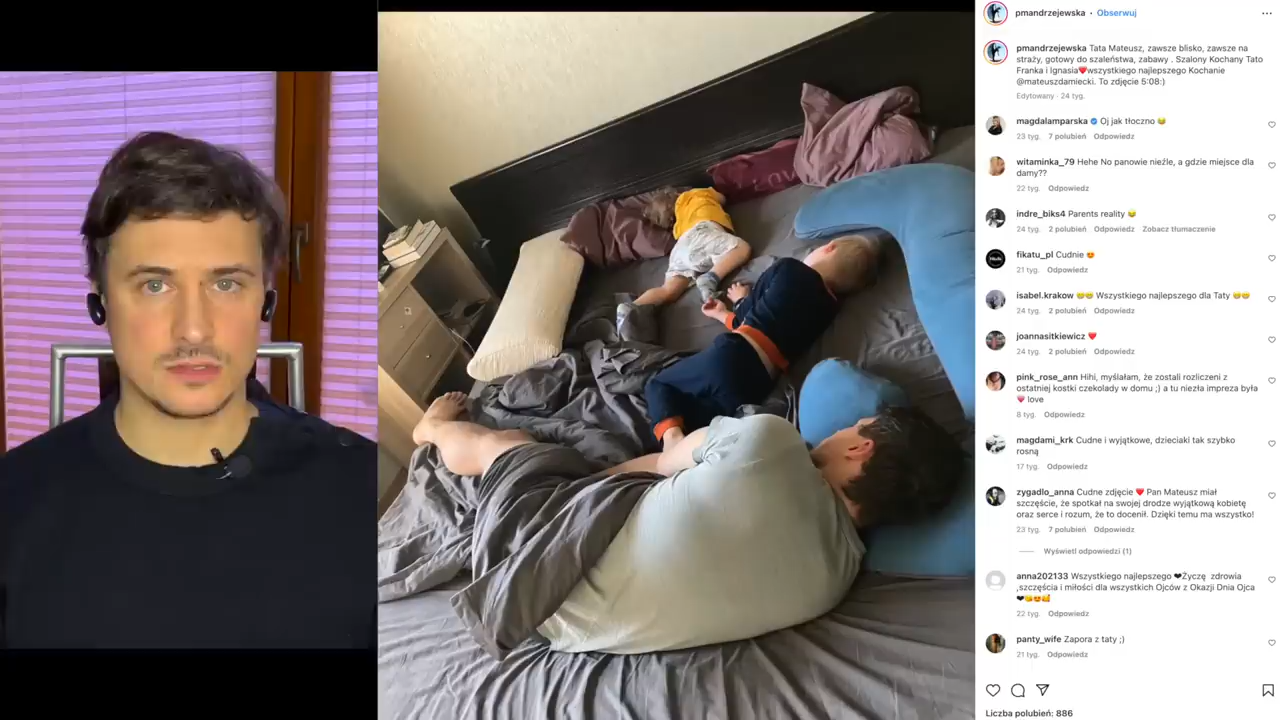 pmandrzejewska • Obserwuj
pmandrzejewska Tata Mateusz, zawsze blisko, zawsze na
straży, gotowy do szaleństwa, zabawy . Szalony Kochany Tato
Franka i Ignasia❤️wszystkiego najlepszego Kochanie
@mateuszdamiecki. To zdjęcie 5:08:)
Edytowany · 24 tyg.
magdalamparska Oj jak tłoczno 😂
23 tyg. 7 polubień Odpowiedz
witaminka_79 Hehe No panowie nieźle, a gdzie miejsce dla
damy??
22 tyg. Odpowiedz
indre_biks4 Parents reality 😂
24 tyg. 2 polubień Odpowiedz Zobacz tłumaczenie
fikatu_pl Cudnie 😍
21 tyg. Odpowiedz
isabel.krakow 😇😇 Wszystkiego najlepszego dla Taty 😇😇
24 tyg. 2 polubień Odpowiedz
joannasitkiewicz ❤️
24 tyg. 2 polubień Odpowiedz
pink_rose_ann Hihi, myślałam, że zostali rozliczeni z
ostatniej kostki czekolady w domu ;) a tu niezła impreza była
💗 love
8 tyg. Odpowiedz
magdami_krk Cudne i wyjątkowe, dzieciaki tak szybko
rosną
17 tyg. Odpowiedz
zygadlo_anna Cudne zdjęcie ❤️ Pan Mateusz miał
szczęście, że spotkał na swojej drodze wyjątkową kobietę
oraz serce i rozum, że to docenił. Dzięki temu ma wszystko!
23 tyg. 7 polubień Odpowiedz
Wyświetl odpowiedzi (1)
anna202133 Wszystkiego najlepszego ❤Życzę zdrowia
,szczęścia i miłości dla wszystkich Ojców z Okazji Dnia Ojca
❤😘😍🥰
22 tyg. Odpowiedz
panty_wife Zapora z taty ;)
21 tyg. Odpowiedz
Liczba polubień: 886